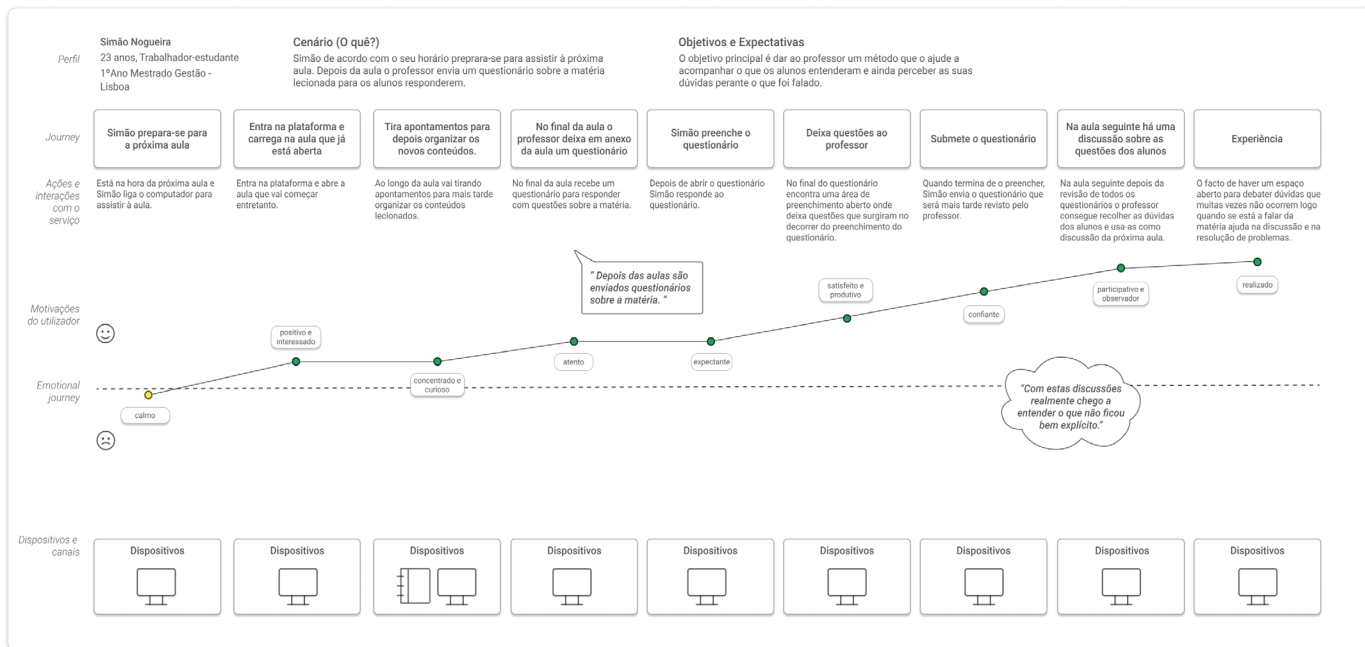 Perfil
Simão Nogueira
23 anos, Trabalhador-estudante
1ºAno Mestrado Gestão -
Lisboa
Cenário (O quê?)
Simão de acordo com o seu horário preprara-se para assistir à próxima
aula. Depois da aula o professor envia um questionário sobre a matéria
lecionada para os alunos responderem.
Objetivos e Expectativas
O objetivo principal é dar ao professor um método que o ajude a
acompanhar o que os alunos entenderam e ainda perceber as suas
dúvidas perante o que foi falado.
Journey
Simão prepara-se para
a próxima aula
Entra na plataforma e
carrega na aula que já
está aberta
Tira apontamentos para
depois organizar os
novos conteúdos.
No final da aula o
professor deixa em anexo
da aula um questionário
Simão preenche o
questionário
Deixa questões ao
professor
Submete o questionário
Na aula seguinte há uma
discussão sobre as
questões dos alunos
Experiência
Ações e
interações
com o
serviço
Está na hora da próxima aula e
Simão liga o computador para
assistir à aula.
Entra na plataforma e abre a
aula que vai começar
entretanto.
Ao longo da aula vai tirando
apontamentos para mais tarde
organizar os conteúdos
lecionados.
No final da aula recebe um
questionário para responder
com questões sobre a matéria.
Depois de abrir o questionário
Simão responde ao
questionário.
No final do questionário
encontra uma área de
preenchimento aberto onde
deixa questões que surgiram no
decorrer do preenchimento do
questionário.
Quando termina de o preencher,
Simão envia o questionário que
será mais tarde revisto pelo
professor.
Na aula seguinte depois da
revisão de todos os
questionários o professor
consegue recolher as dúvidas
dos alunos e usa-as como
discussão da próxima aula.
O facto de haver um espaço
aberto para debater dúvidas que
muitas vezes não ocorrem logo
quando se está a falar da
matéria ajuda na discussão e na
resolução de problemas.
" Depois das aulas são
enviados questionários
sobre a matéria. "
Motivações
do utilizador
Emotional
journey
calmo
positivo e
interessado
concentrado e
curioso
atento
expectante
satisfeito e
produtivo
confiante
participativo e
observador
realizado
"Com estas discussões
realmente chego a
entender o que não ficou
bem explícito."
Dispositivos e
canais
Dispositivos
Dispositivos
Dispositivos
Dispositivos
Dispositivos
Dispositivos
Dispositivos
Dispositivos
Dispositivos